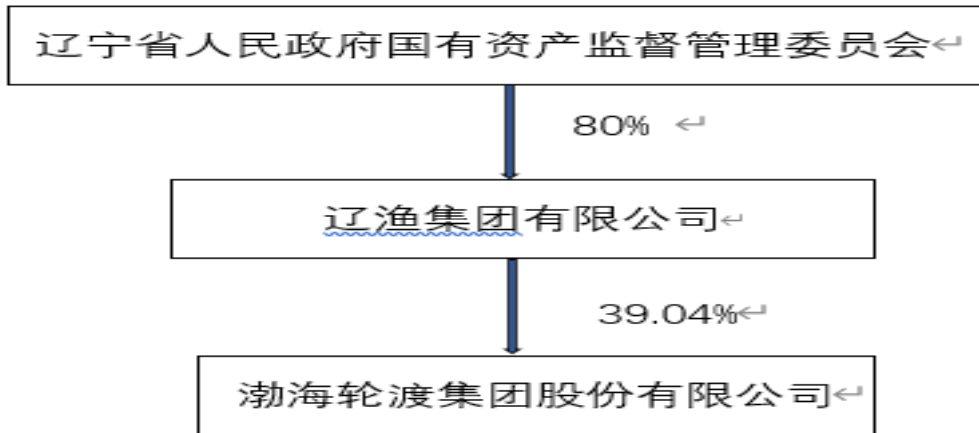 辽宁省人民政府国有资产监督管理委员会
80%
辽渔集团有限公司
39.04%
渤海轮渡集团股份有限公司